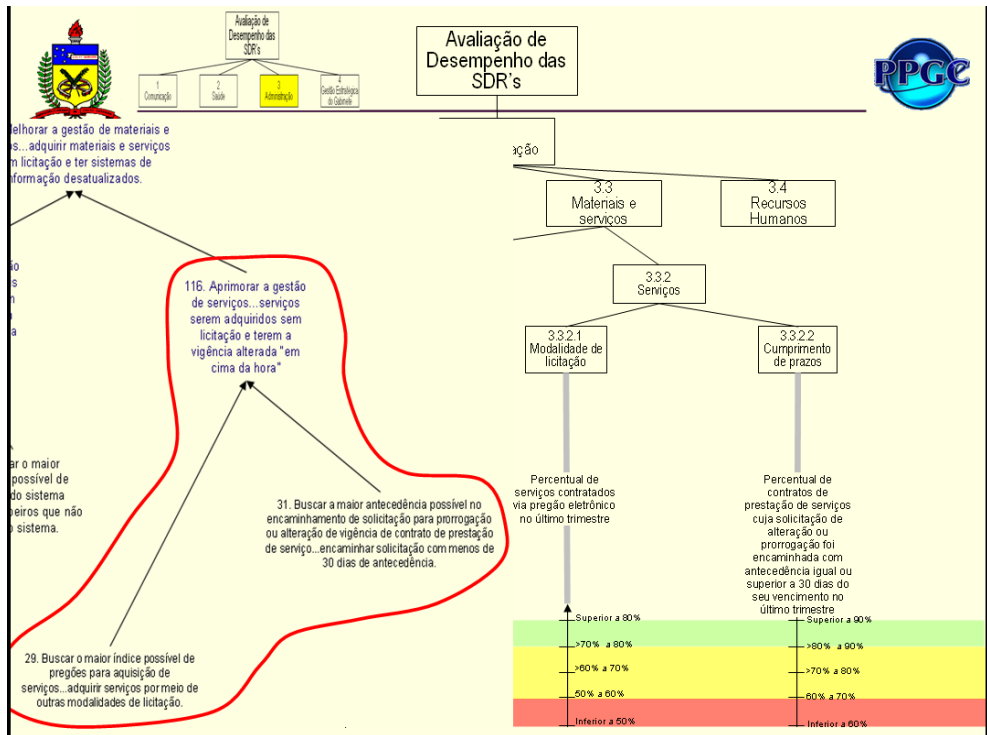 Avaliação de
Desempenho das
SDR's
1
Comunicação
2
Saúde
3
Administração
4
Gestão Estratégica
do Gabinete
Avaliação de
Desempenho das
SDR's
PPGC
elhorar a gestão de materiais e
os...adquirir materiais e serviços
m licitação e ter sistemas de
nformação desatualizados.
ação
3.3
Materiais e
serviços
3.4
Recursos
Humanos
3.3.2
Serviços
3.3.2.1
Modalidade de
licitação
3.3.2.2
Cumprimento
de prazos
ão
s
n
a
116. Aprimorar a gestão
de serviços...serviços
serem adquiridos sem
licitação e terem a
vigência alterada "em
cima da hora"
ar o maior
possível de
do sistema
beiros que não
o sistema.
31. Buscar a maior antecedência possível no
encaminhamento de solicitação para prorrogação
ou alteração de vigência de contrato de prestação
de serviço...encaminhar solicitação com menos de
30 dias de antecedência.
29. Buscar o maior índice possível de
pregões para aquisição de
serviços...adquirir serviços por meio de
outras modalidades de licitação.
Percentual de
serviços contratados
via pregão eletrônico
no último trimestre
Percentual de
contratos de
prestação de serviços
cuja solicitação de
alteração ou
prorrogação foi
encaminhada com
antecedência igual ou
superior a 30 dias do
seu vencimento no
último trimestre
Superior a 80%
>70% a 80%
>60% a 70%
50% a 60%
Inferior a 50%
Superior a 90%
>80% a 90%
>70% a 80%
60% a 70%
Inferior a 60%